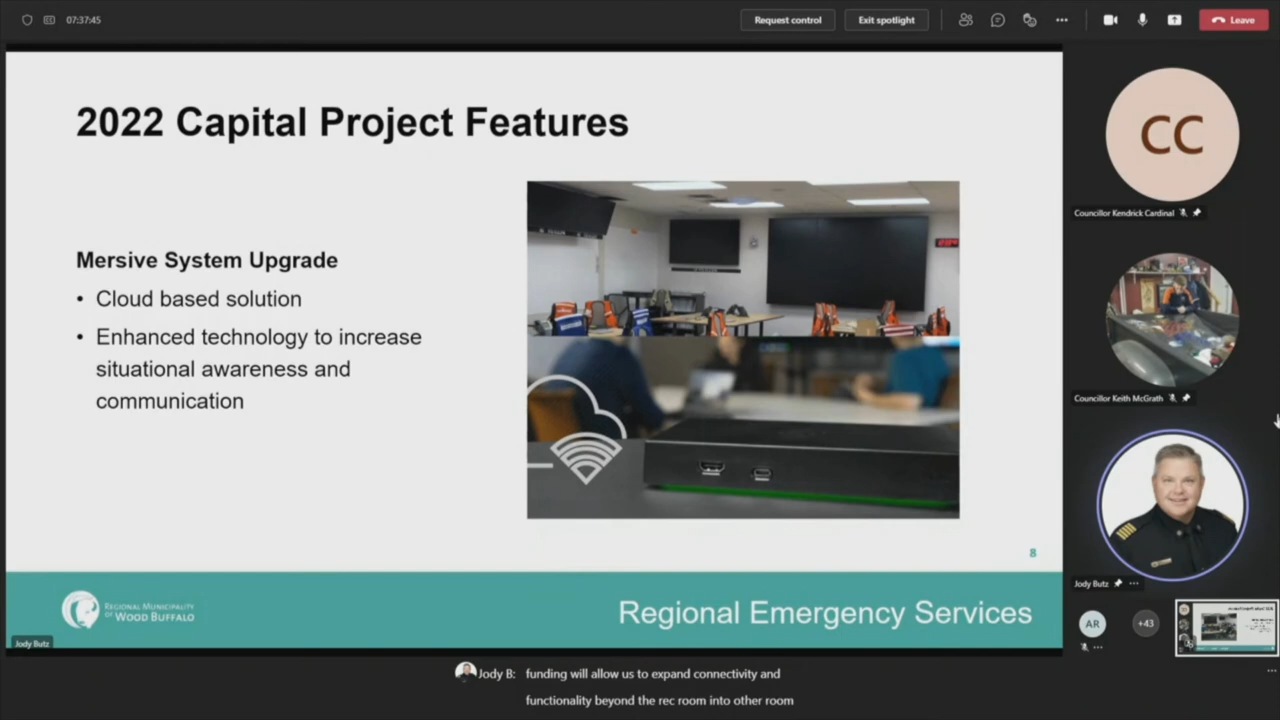 07:37:45
Request control
Exit spotlight
Leave
2022 Capital Project Features
Mersive System Upgrade
• Cloud based solution
• Enhanced technology to increase
situational awareness and
communication
8
REGIONAL MUNICIPALITY
OF WOOD BUFFALO
Regional Emergency Services
Jody Butz
CC
Councillor Kendrick Cardinal
Councillor Keith McGrath
Jody Butz
AR
+43
Jody B: funding will allow us to expand connectivity and
functionality beyond the rec room into other room